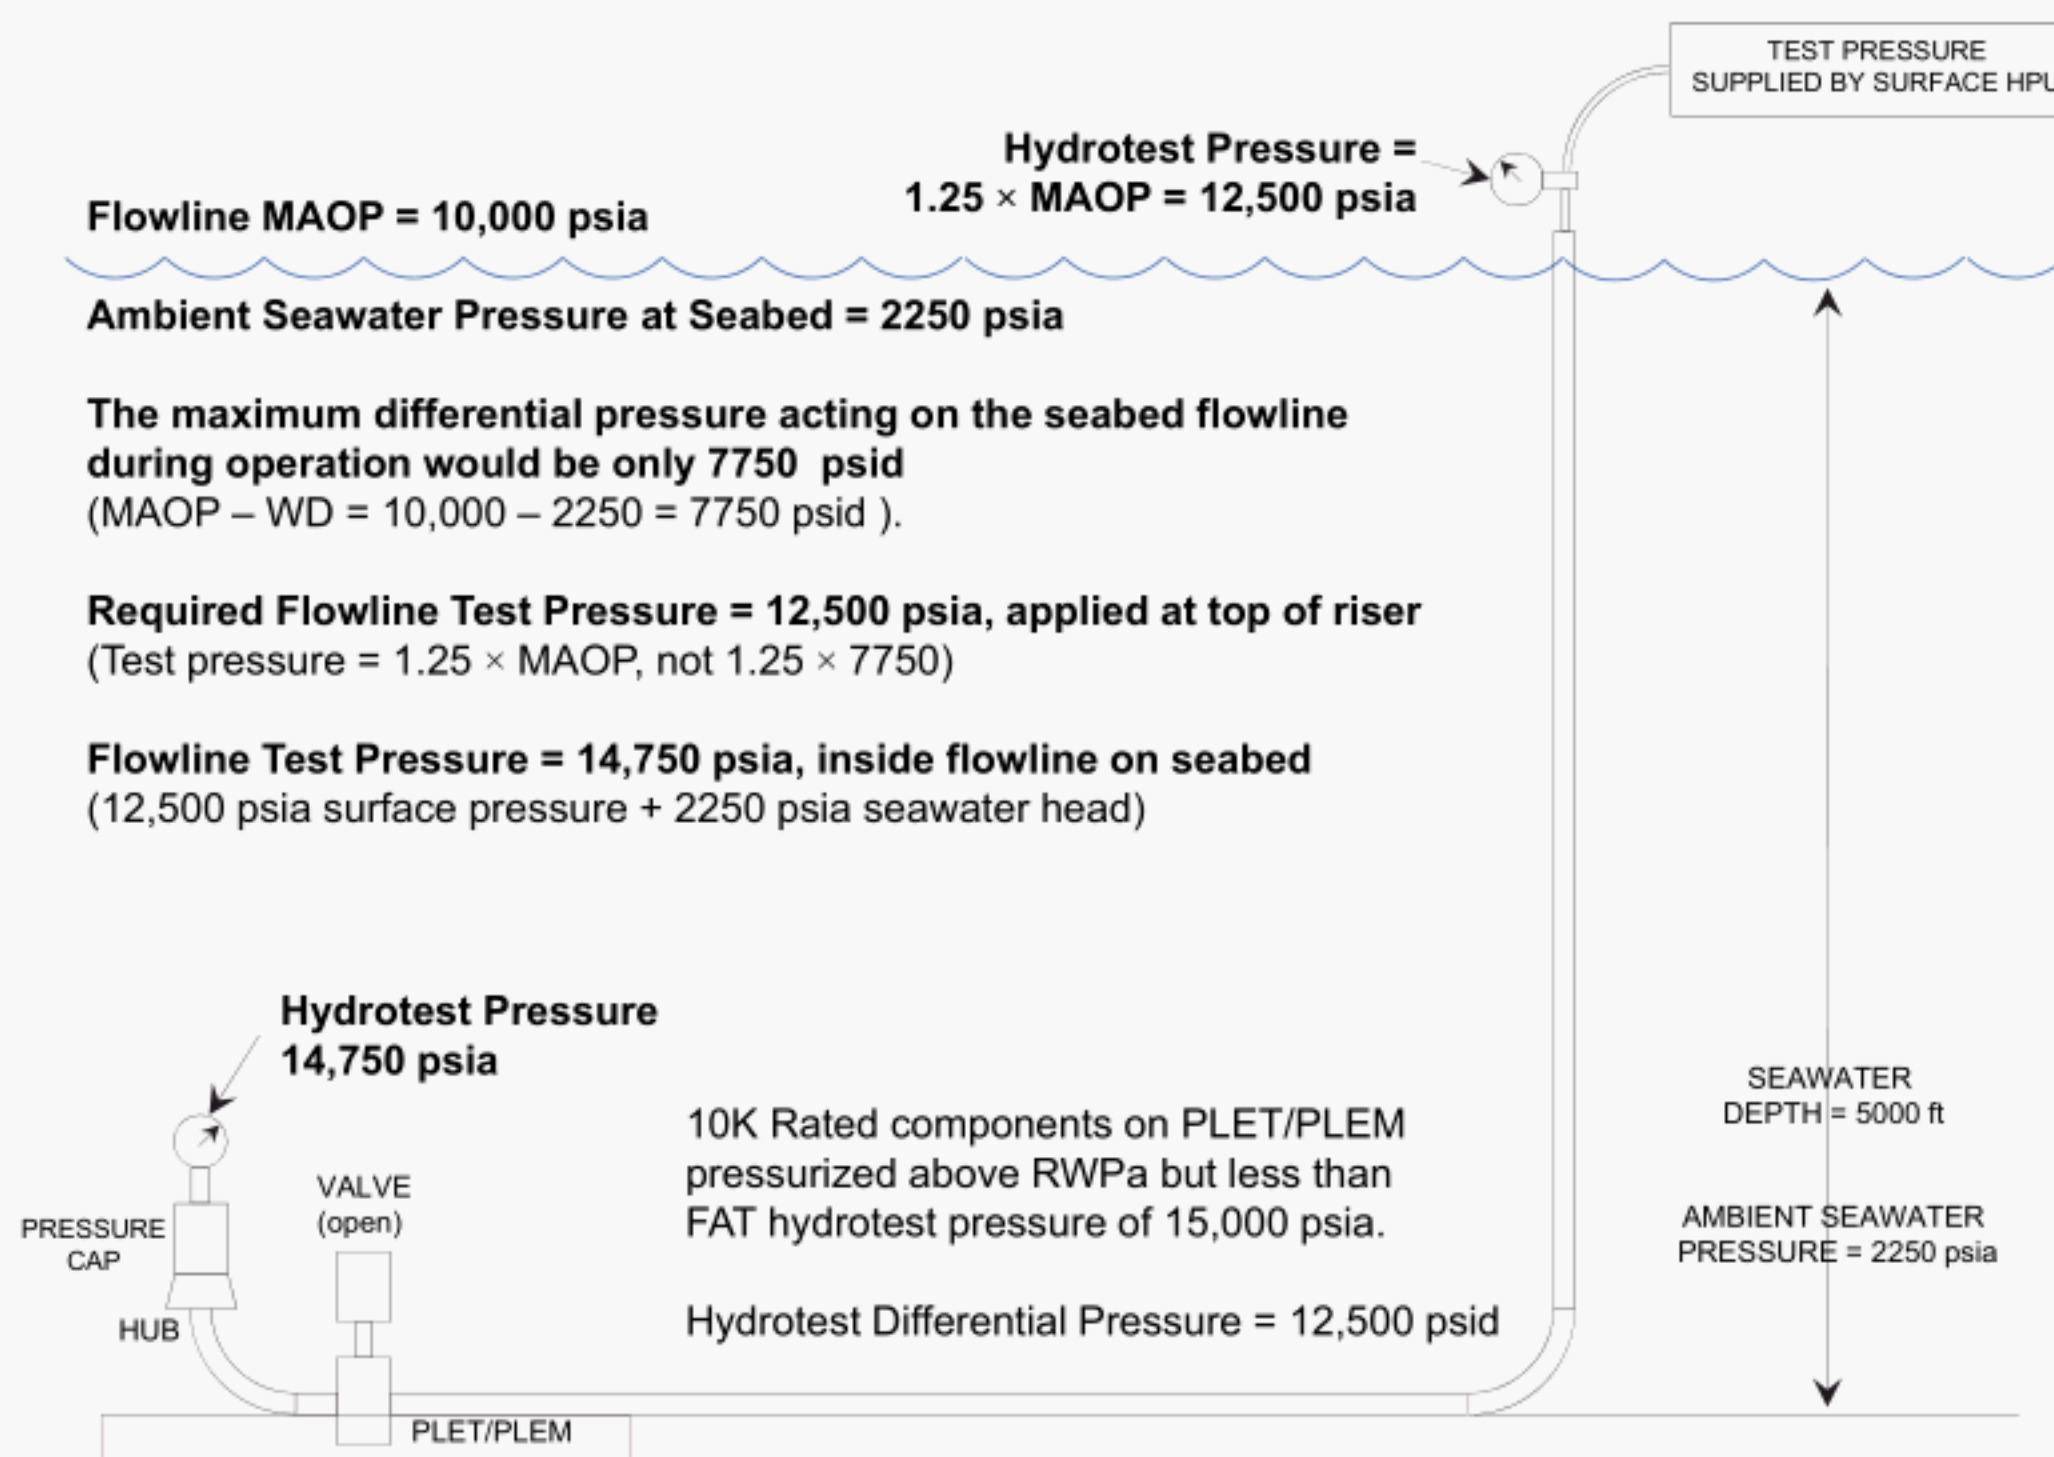 TEST PRESSURE
SUPPLIED BY SURFACE HPU
Hydrotest Pressure =
1.25 × MAOP = 12,500 psia
Flowline MAOP = 10,000 psia
Ambient Seawater Pressure at Seabed = 2250 psia
The maximum differential pressure acting on the seabed flowline
during operation would be only 7750  psid
(MAOP – WD = 10,000 – 2250 = 7750 psid ).
Required Flowline Test Pressure = 12,500 psia, applied at top of riser
(Test pressure = 1.25 × MAOP, not 1.25 × 7750)
Flowline Test Pressure = 14,750 psia, inside flowline on seabed
(12,500 psia surface pressure + 2250 psia seawater head)
Hydrotest Pressure
14,750 psia
SEAWATER
DEPTH = 5000 ft
10K Rated components on PLET/PLEM
pressurized above RWPa but less than
FAT hydrotest pressure of 15,000 psia.
VALVE
(open)
PRESSURE
CAP
AMBIENT SEAWATER
PRESSURE = 2250 psia
HUB
Hydrotest Differential Pressure = 12,500 psid
PLET/PLEM